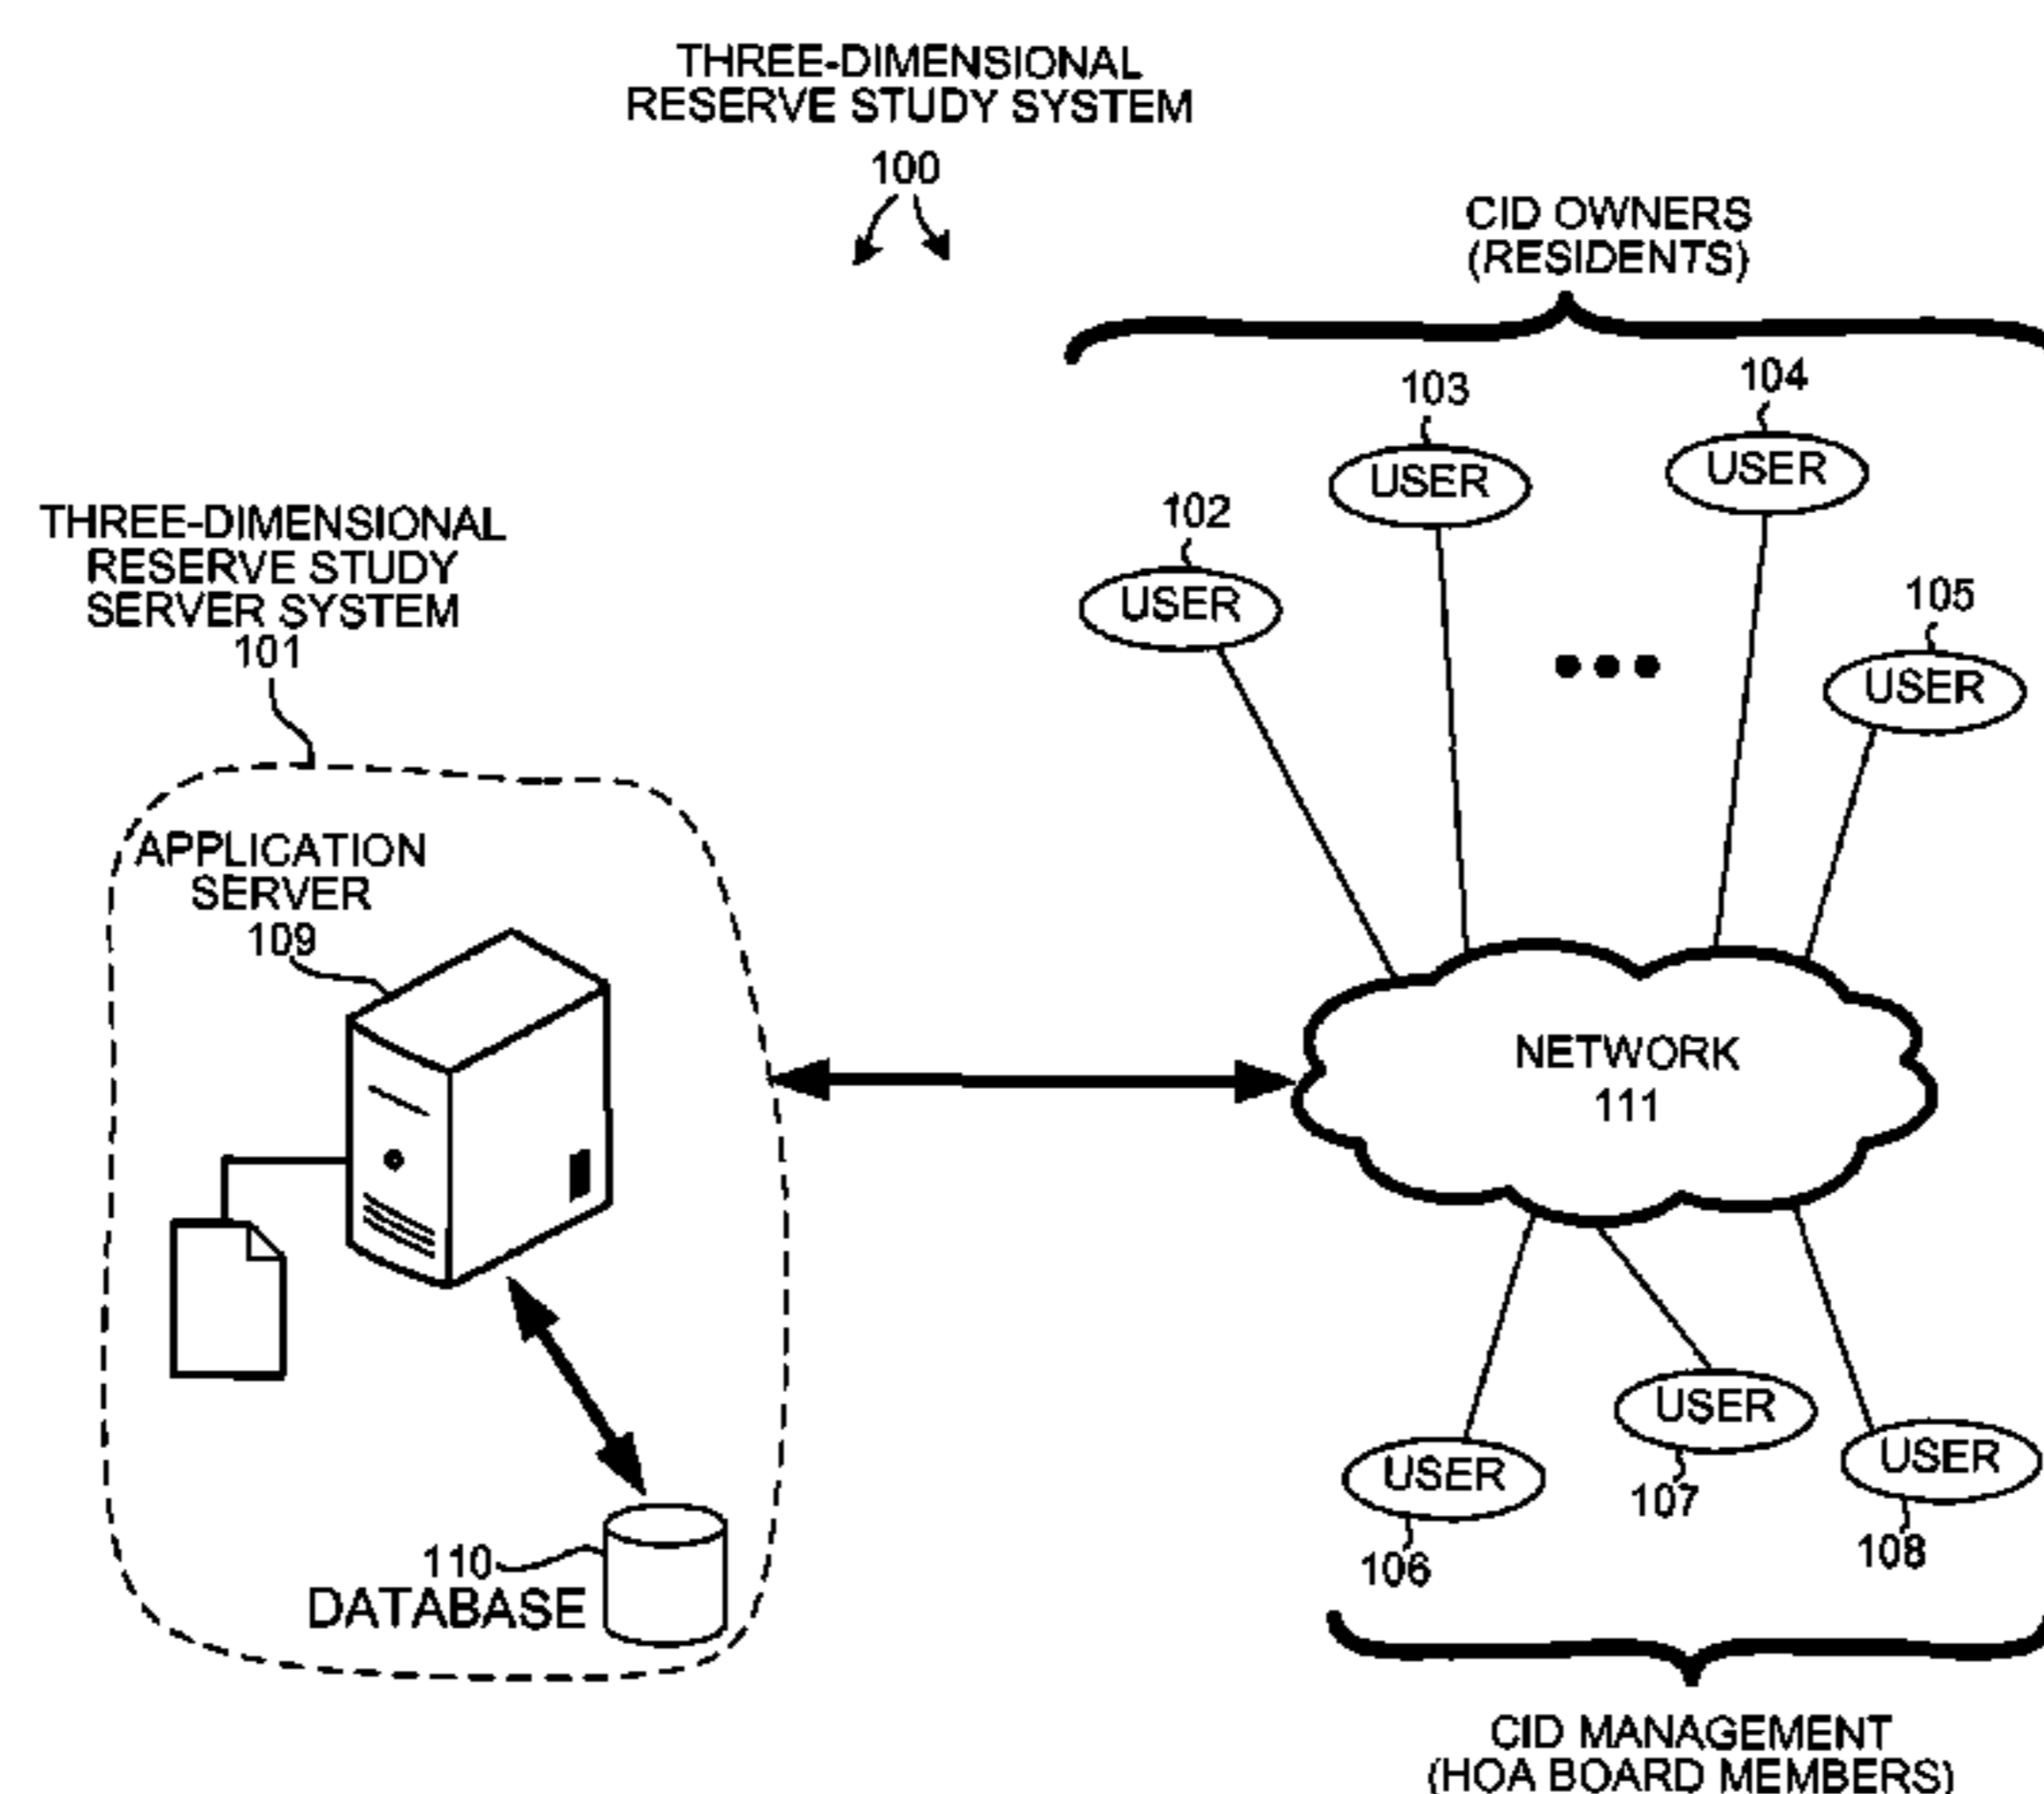 THREE-DIMENSIONAL
RESERVE STUDY SYSTEM
100
CID OWNERS
(RESIDENTS)
103
104
USER
USER
102
USER
105
USER
THREE-DIMENSIONAL
RESERVE STUDY
SERVER SYSTEM
101
APPLICATION
SERVER
109
NETWORK
111
USER
107
USER
106
USER
108
110
DATABASE
CID MANAGEMENT
(HOA BOARD MEMBERS)